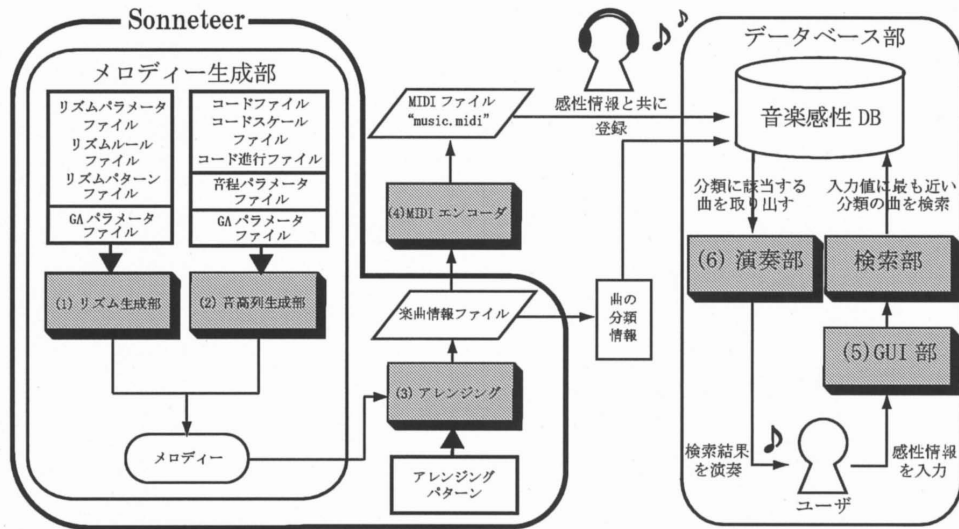 Sonneteer
メロディー生成部
リズムパラメータ
ファイル
リズムルール
ファイル
リズムパターン
ファイル
GAパラメータ
ファイル
コードファイル
コードスケール
ファイル
コード進行ファイル
音程パラメータ
ファイル
GAパラメータ
ファイル
(1) リズム生成部
(2) 音高列生成部
メロディー
MIDI ファイル
“music.midi”
(4)MIDI エンコーダ
楽曲情報ファイル
(3) アレンジング
アレンジング
パターン
感性情報と共に
登録
曲の
分類
情報
データベース部
音楽感性 DB
分類に該当する
曲を取り出す
入力値に最も近い
分類の曲を検索
(6) 演奏部
検索部
(5)GUI 部
検索結果
を演奏
感性情報
を入力
ユーザ